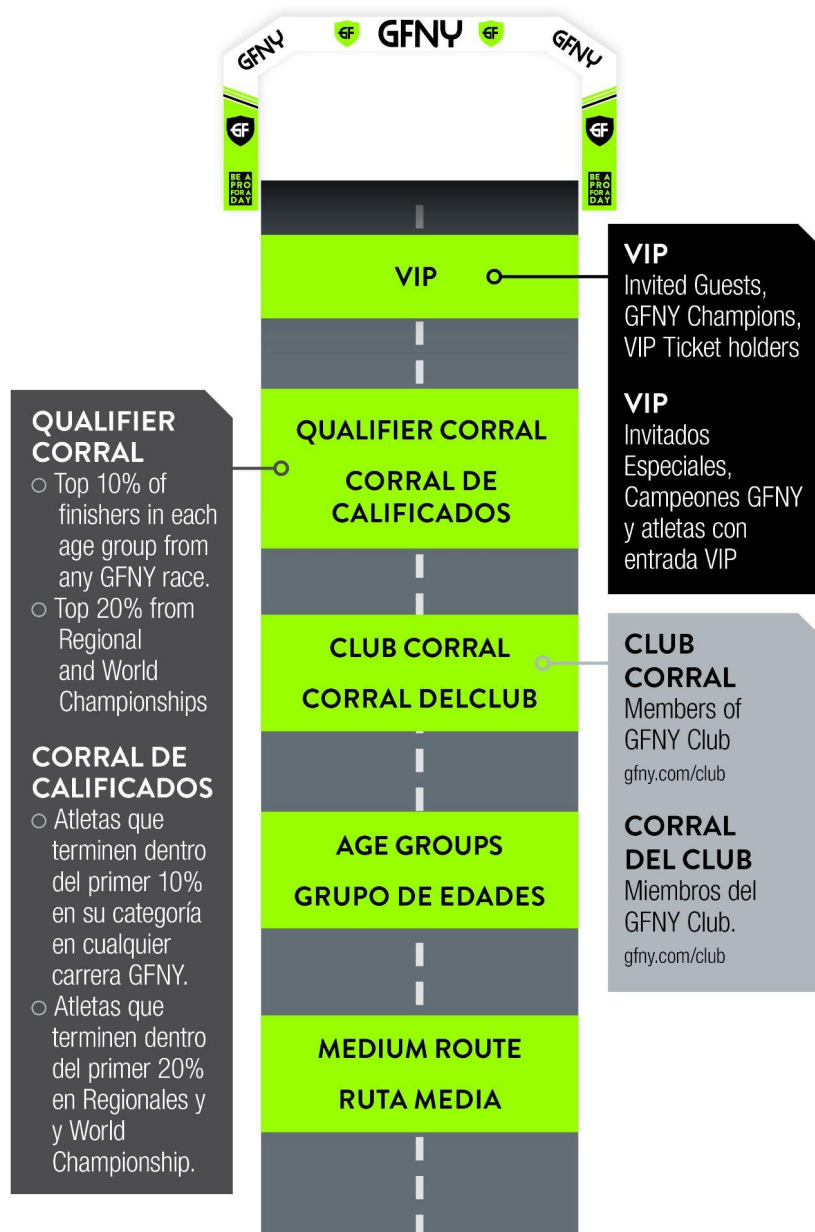 GFNY
GF
GFNY
GF
GFNY
GF
GF
BE A
PRO
FOR A
DAY
BE A
PRO
FOR A
DAY
VIP
VIP
Invited Guests,
GFNY Champions,
VIP Ticket holders
VIP
Invitados
Especiales,
Campeones GFNY
y atletas con
entrada VIP
QUALIFIER
CORRAL
○ Top 10% of
finishers in each
age group from
any GFNY race.
○ Top 20% from
Regional
and World
Championships
CORRAL DE
CALIFICADOS
○ Atletas que
terminen dentro
del primer 10%
en su categoría
en cualquier
carrera GFNY.
○ Atletas que
terminen dentro
del primer 20%
en Regionales y
y World
Championship.
QUALIFIER CORRAL
CORRAL DE
CALIFICADOS
CLUB CORRAL
CORRAL DELCLUB
CLUB
CORRAL
Members of
GFNY Club
gfny.com/club
CORRAL
DEL CLUB
Miembros del
GFNY Club.
gfny.com/club
AGE GROUPS
GRUPO DE EDADES
MEDIUM ROUTE
RUTA MEDIA